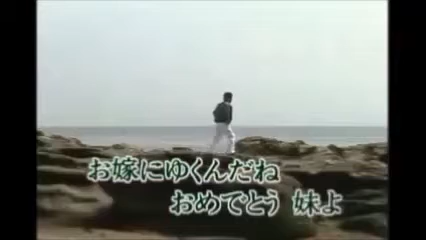 お嫁にゆくんだね
おめでとう 妹よ